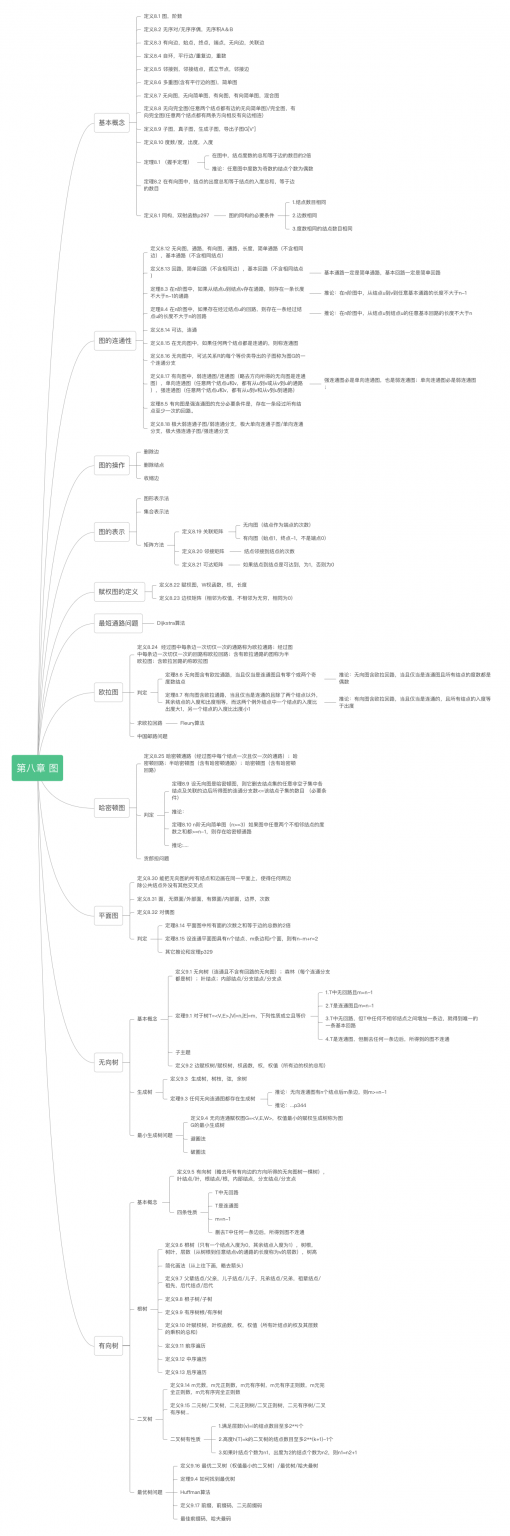 第八章 图
基本概念
定义8.1 图、阶数
定义8.2 无序对/无序序偶，无序积A&B
定义8.3 有向边、始点、终点、端点、无向边、关联边
定义8.4 自环、平行边/重复边、重数
定义8.5 邻接到、邻接结点、孤立节点、邻接边
定义8.6 多重图(含有平行边的图)、简单图
定义8.7 无向图、无向简单图、有向图、有向简单图、混合图
定义8.8 无向完全图(任意两个结点都有边的无向简单图)/完全图、有
向完全图(任意两个结点都有两条方向相反有向边相连)
定义8.9 子图、真子图、生成子图、导出子图
定义8.10 度数/度、出度、入度
定理8.1 （握手定理）
在图中，结点度数的总和等于边的数目的2倍
推论：任意图中度数为奇数的结点个数为偶数
定理8.2 在有向图中，结点的出度总和等于结点的入度总和，等于边
的数目
定义8.1 同构、双射函数p297
图的同构的必要条件
1.结点数目相同
2.边数相同
3.度数相同的结点数目相同
图的连通性
定义8.12 无向图、通路、有向图、通路、长度、简单通路（不含相同
边）、基本通路（不含相同结点）
定义8.13 回路、简单回路（不含相同边）、基本回路（不含相同结点
）
基本通路一定是简单通路，基本回路一定是简单回路
定理8.3 在n阶图中，如果从结点u到结点v存在通路，则存在一条长度
不大于n-1的通路
推论：在n阶图中，从结点u到v到任意基本通路的长度不大于n-1
定理8.4 在n阶图中，如果存在经过结点u的回路，则存在一条经过结
点u的长度不大于n的回路
推论：在n阶图中，从结点u到结点u的任意基本回路的长度不大于n
定义8.14 可达、连通
定义8.15 在无向图中，如果任何两个结点都是连通的，则称连通图
定义8.16 无向图中，可达关系R的每个等价类导出的子图称为图G的一
个连通分支
定义8.17 有向图中，弱连通图/连通图（略去方向所得的无向图是连通
图）、单向连通图（任意两个结点u和v，都有从u到v或从v到u的通路
）、强连通图（任意两个结点u和v，都有从u到v和从v到u到通路）
强连通图必是单向连通图，也是弱连通图；单向连通图必是弱连通图
；
定理8.5 有向图是强连通图的充分必要条件是，存在一条经过所有结
点至少一次的回路。
定义8.18 极大弱连通子图/弱连通分支、极大单向连通子图/单向连通
分支、极大强连通子图/强连通分支
图的操作
删除边
删除结点
收缩边
图的表示
图形表示法
集合表示法
矩阵方法
定义8.19 关联矩阵
无向图（结点作为端点的次数）
有向图（始点1，终点-1，不是端点0）
定义8.20 邻接矩阵
结点邻接到结点的次数
定义8.21 可达矩阵
如果结点到结点是可达到，为1，否则为0
赋权图的定义
定义8.22 赋权图、W权函数、权、长度
定义8.23 边权矩阵（相邻为权值，不相邻为无穷，相同为0）
最短通路问题
Dijkstra算法
欧拉图
定义8.24 经过图中每条边一次切仅一次的通路称为欧拉通路；经过图
中每条边一次切仅一次的回路称欧拉回路；含有欧拉通路的图称为半
欧拉图；含欧拉回路的称欧拉图
判定
定理8.6 无向图含有欧拉通路，当且仅当是连通图且有零个或两个奇
度数结点
推论：无向图含欧拉回路，当且仅当是连通图且所有结点的度数都是
偶数
定理8.7 有向图含欧拉通路，当且仅当是连通的且除了两个结点以外，
其余结点的入度和出度相等，而这两个例外结点中一个结点的入度比
出度大1，另一个结点的入度比出度小1
推论：有向图含欧拉回路，当且仅当是连通的，且所有结点的入度等
于出度
求欧拉回路
Fleury算法
中国邮路问题
哈密顿图
定义8.25 哈密顿通路（经过图中每个结点一次且仅一次的通路）；哈
密顿回路；半哈密顿图（含有哈密顿通路）；哈密顿图（含有哈密顿
回路）
判定
定理8.9 设无向图是哈密顿图，则它删去结点集的任意非空子集中各
结点及关联的边后所得图的连通分支数<=该结点子集的数目 （必要条
件）
推论：
定理8.10 n阶无向简单图（n>=3）如果图中任意两个不相邻结点的度
数之和都>=n-1，则存在哈密顿通路
推论....
货郎担问题
平面图
定义8.30 能把无向图的所有结点和边画在同一平面上，使得任何两边
除公共结点外没有其他交叉点
定义8.31 面、无限面/外部面、有限面/内部面、边界、次数
定义8.32 对偶图
判定
定理8.14 平面图中所有面的次数之和等于边的总数的2倍
定理8.15 设连通平面图具有n个结点、m条边和r个面，则有n-m+r=2
其它推论和定理p329
无向树
基本概念
定义9.1 无向树（连通且不含有回路的无向图）；森林（每个连通分支
都是树）；叶结点；内部结点/分支结点/分支点
定理9.1 对于树T=<V,E>,|V|=n,|E|=m，下列性质成立且等价
1.T中无回路且m=n-1
2.T是连通图且m=n-1
3.T中无回路，但T中任何不相邻结点之间增加一条边，就得到唯一的
一条基本回路
4.T是连通图，但删去任何一条边后，所得到的图不连通
子主题
定义9.2 边赋权树/赋权树、权函数、权、权值（所有边的权的总和）
生成树
定义9.3 生成树、树枝、弦、余树
定理9.3 任何无向连通图都存在生成树
推论：无向连通图有n个结点后m条边，则m>=n-1
推论：...p344
最小生成树问题
定义9.4 无向连通赋权图G=<V,E,W>，权值最小的赋权生成树称为图
G的最小生成树
避圈法
破圈法
有向树
基本概念
定义9.5 有向树（略去所有有向边的方向所得的无向图树一棵树），
叶结点/叶、根结点/根、内部结点、分支结点/分支点
四条性质
T中无回路
T是连通图
m=n-1
删去T中任何一条边后，所得到图不连通
根树
定义9.6 根树（只有一个结点入度为0，其余结点入度为1）、树根、
树叶、层数（从树根到任意结点v的通路的长度称为v的层数）、树高
简化画法（从上往下画，略去箭头）
定义9.7 父辈结点/父亲、儿子结点/儿子、兄弟结点/兄弟、祖辈结点/
祖先、后代结点/后代
定义9.8 根子树/子树
定义9.9 有序树根/有序树
定义9.10 叶赋权树、叶权函数、权、权值（所有叶结点的权及其层数
的乘积的总和）
定义9.11 前序遍历
定义9.12 中序遍历
定义9.13 后序遍历
二叉树
定义9.14 m元树、m元正则树、m元有序树、m元有序正则树、m元完
全正则树、m元有序完全正则树
定义9.15 二元树/二叉树、二元正则树/二叉正则树、二元有序树/二叉
有序树...
二叉树有性质
1.满足层数l(v)=i的结点数目至多2**i个
2.高度h(T)=k的二叉树的结点数目至多2**(k+1)-1个
3.如果叶结点个数为n1，出度为2的结点个数为n2，则n1=n2+1
最优树问题
定义9.16 最优二叉树（权值最小的二叉树）/最优树/哈夫曼树
定理9.4 如何找到最优树
Huffman算法
定义9.17 前缀、前缀码、二元前缀码
最佳前缀码、哈夫曼码